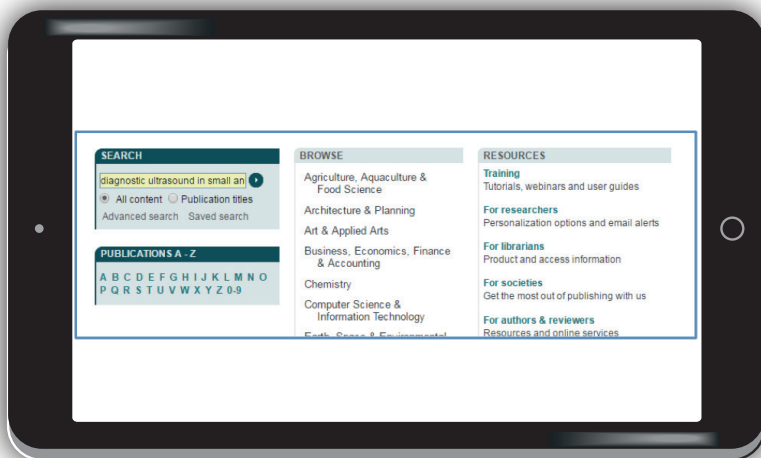 SEARCH
diagnostic ultrasound in small an
All content Publication titles
Advanced search Saved search
PUBLICATIONS A - Z
A B C D E F G H I J K L M N O
P Q R S T U V W X Y Z 0-9
BROWSE
Agriculture, Aquaculture &
Food Science
Architecture & Planning
Art & Applied Arts
Business, Economics, Finance
& Accounting
Chemistry
Computer Science &
Information Technology
Earth, Space & Environmental
RESOURCES
Training
Tutorials, webinars and user guides
For researchers
Personalization options and email alerts
For librarians
Product and access information
For societies
Get the most out of publishing with us
For authors & reviewers
Resources and online services